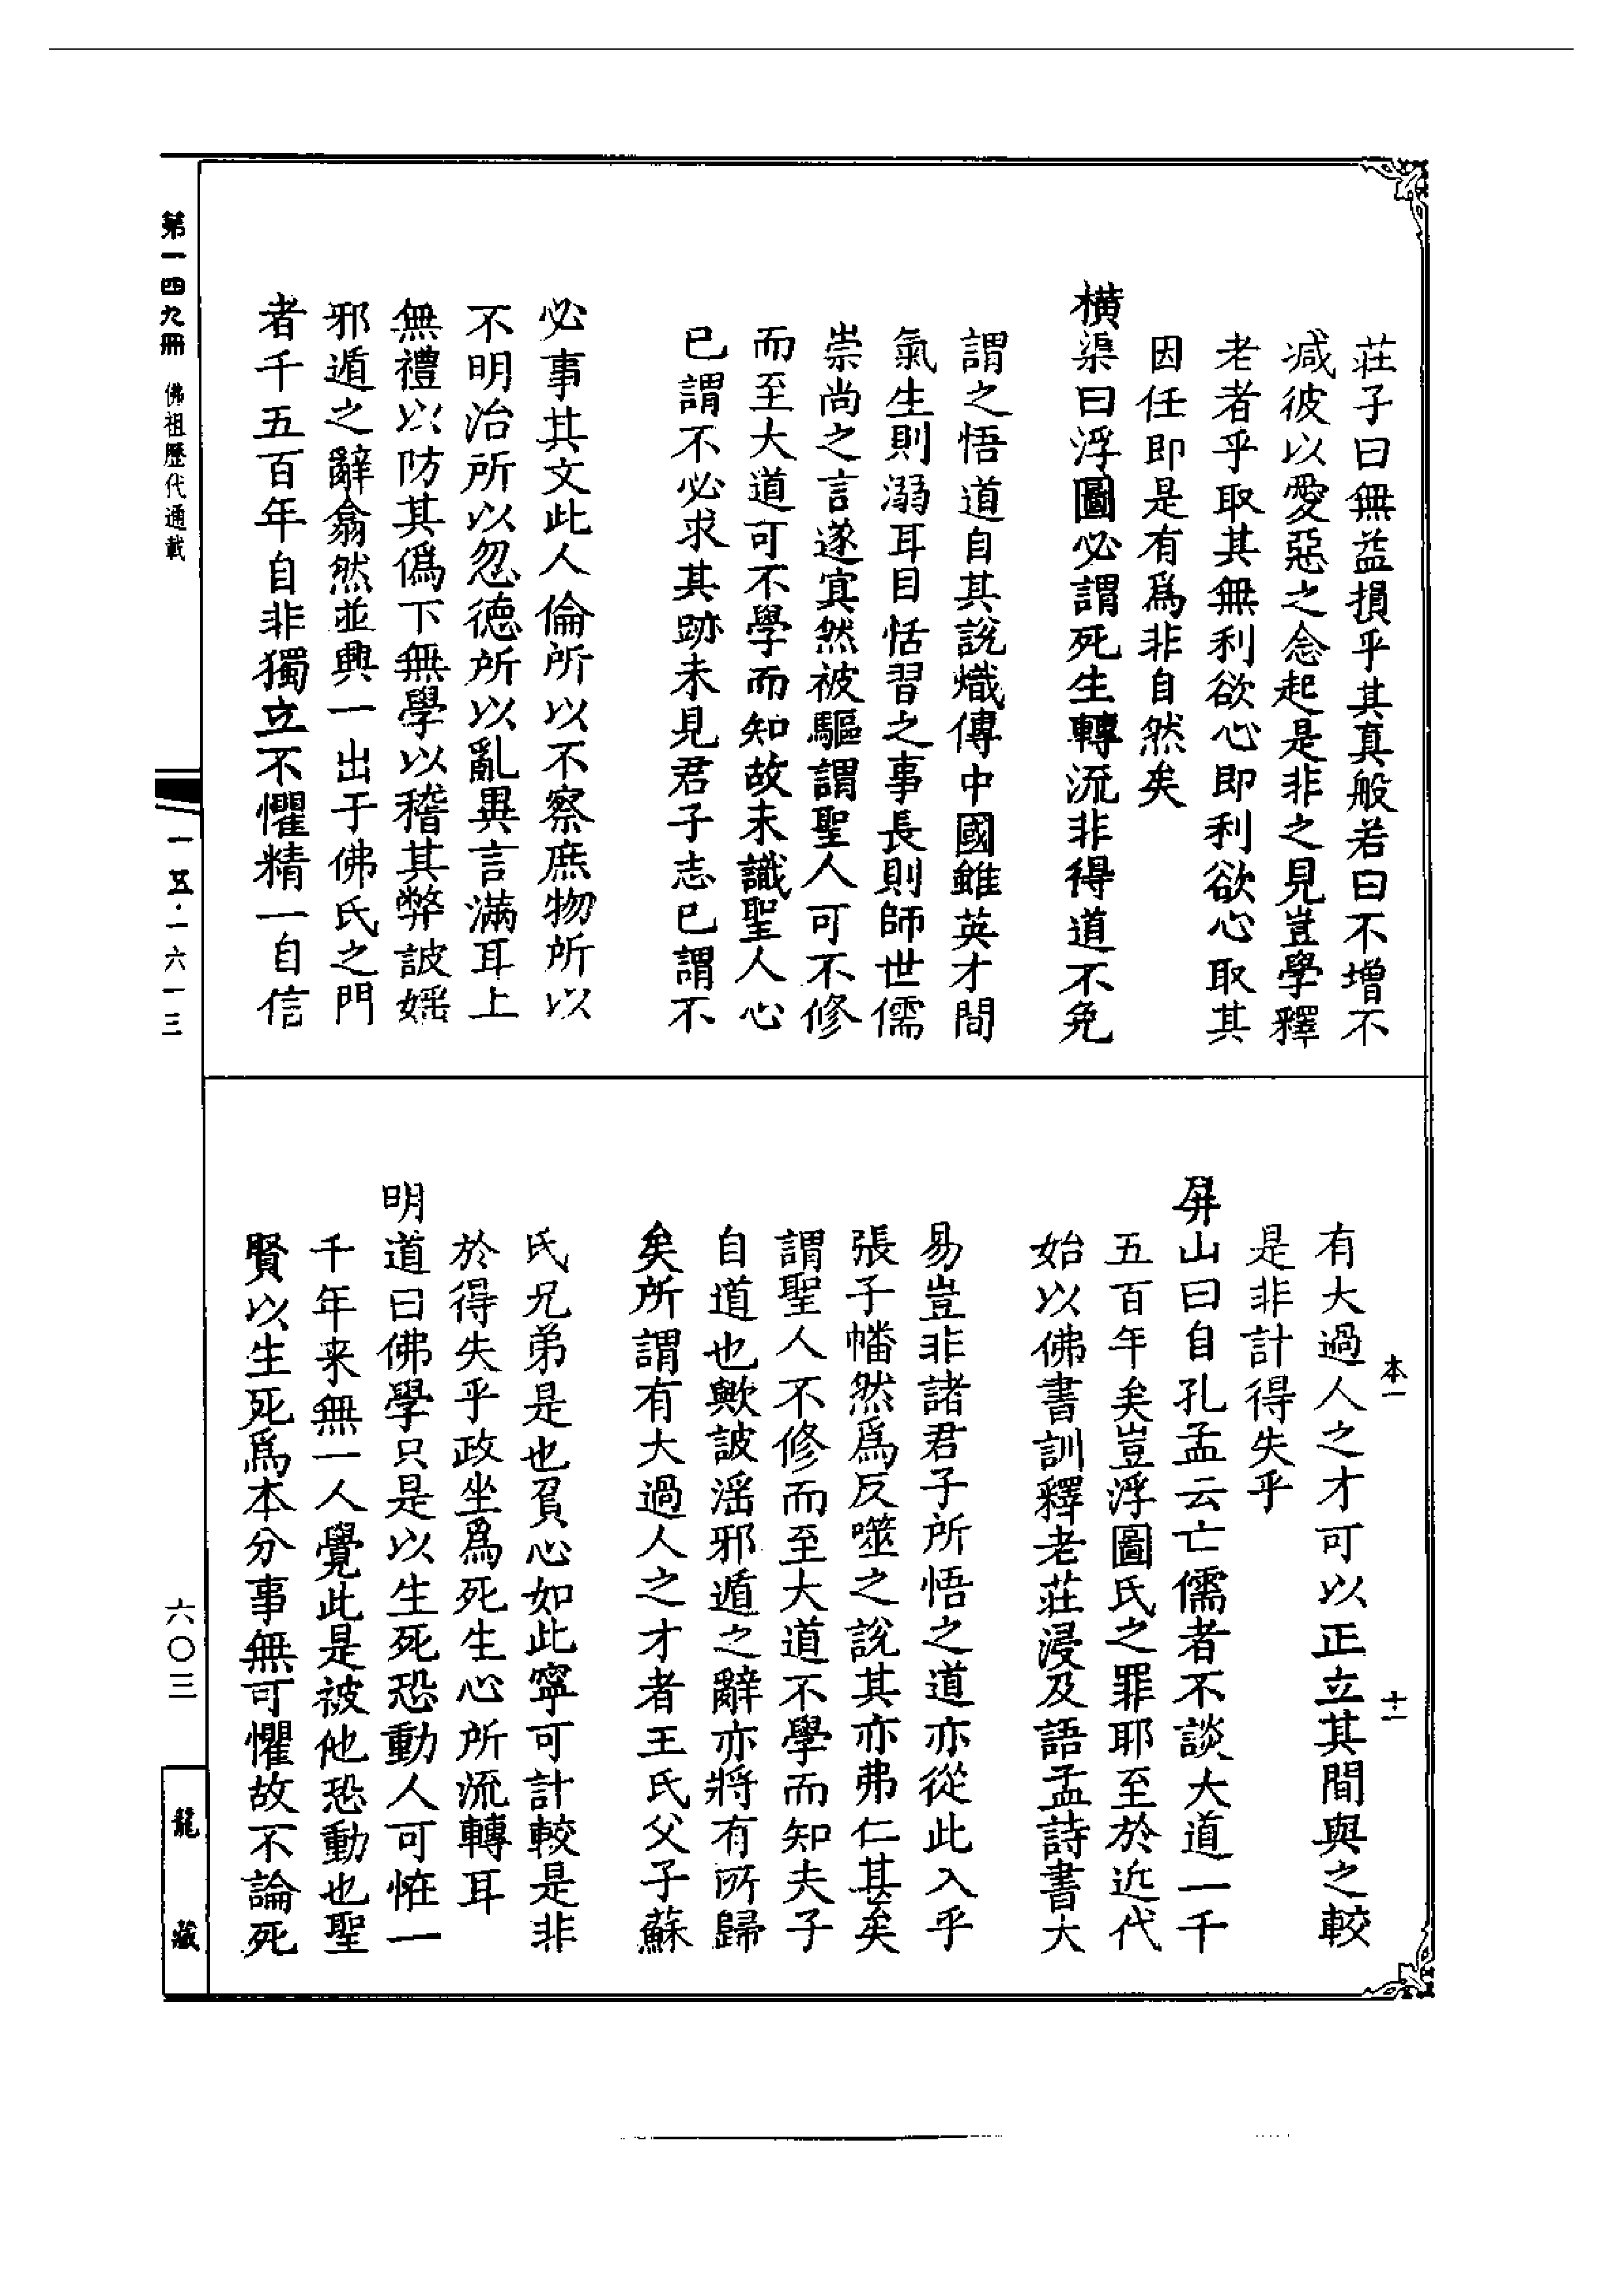 莊子曰無益損乎其真般若曰不增不
減彼以愛惡之念起是非之見豈學釋
老者乎取其無利欲心即利欲心取其
因任即是有為非自然矣
橫渠曰浮圖必謂死生轉流非得道不免
謂之悟道自其說熾傳中國雖英才間
氣生則溺耳目恬習之事長則師世儒
崇尚之言遂冥然被驅謂聖人可不修
而至大道可不學而知故未識聖人心
已謂不必求其跡未見君子志已謂不
必事其文此人倫所以不察庶物所以
不明治所以忽德所以亂異言滿耳上
無禮以防其偽下無學以稽其弊詖婬
邪遁之辭翕然並興一出于佛氏之門
者千五百年自非獨立不懼精一自信
有大過人之才可以正立其間與之較
是非計得失乎
屏山曰自孔孟云亡儒者不談大道一千
五百年矣豈浮圖氏之罪耶至於近代
始以佛書訓釋老莊浸及語孟詩書大
易豈非諸君子所悟之道亦從此入乎
張子幡然為反噬之說其亦弗仁甚矣
謂聖人不修而至大道不學而知夫子
自道也歟詖滛邪遁之辭亦將有所歸
矣所謂有大過人之才者王氏父子蘇
氏兄弟是也負心如此寧可計較是非
於得失乎政坐為死生心所流轉耳
明道曰佛學只是以生死恐動人可恠一
千年来無一人覺此是被他恐動也聖
賢以生死為本分事無可懼故不論死
本一
十一
第一四九冊 佛祖歷代通載
一五·一六一三
六〇三
龍藏